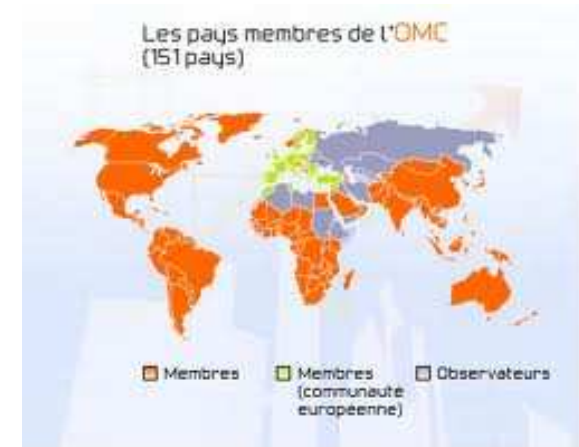 Les pays membres de l'OMC
(151 pays)
Membres
Membres
(communauté
européenne)
Observateurs